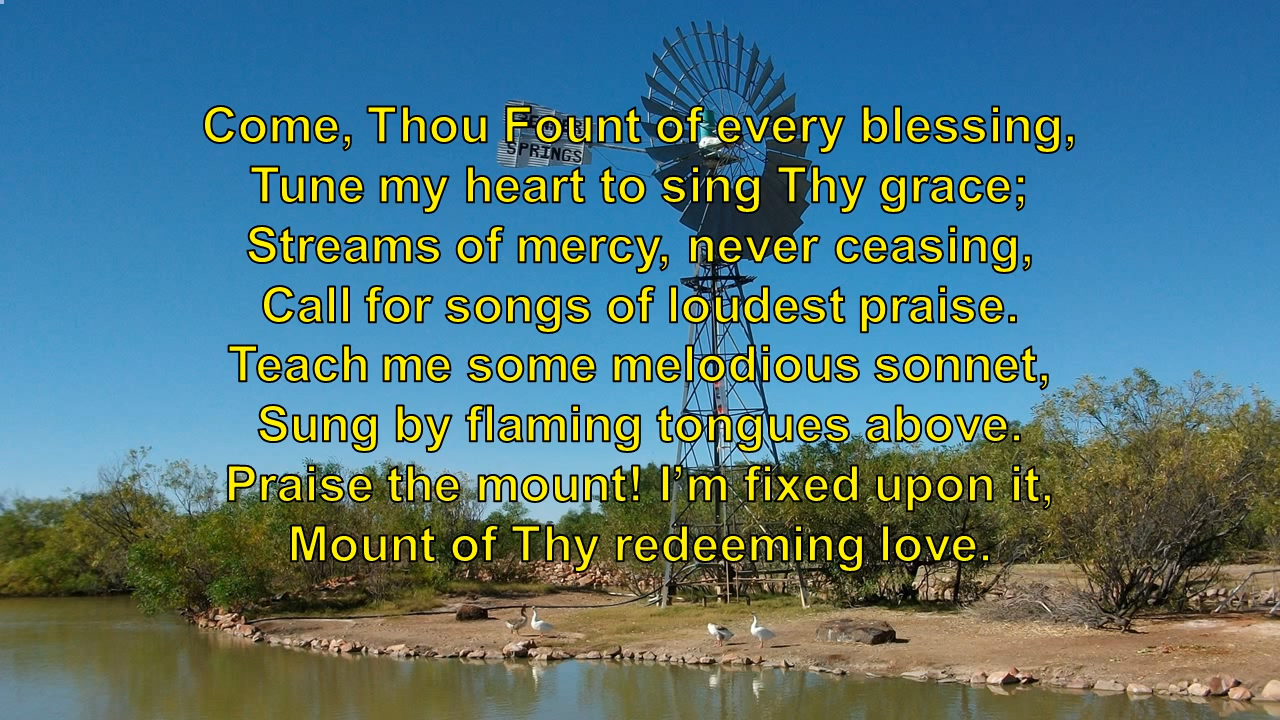 Come, Thou Fount of every blessing,
SPRINGS
Tune my heart to sing Thy grace;
Streams of mercy, never ceasing,
Call for songs of loudest praise.
Teach me some melodious sonnet,
Sung by flaming tongues above.
Praise the mount! I’m fixed upon it,
Mount of Thy redeeming love.